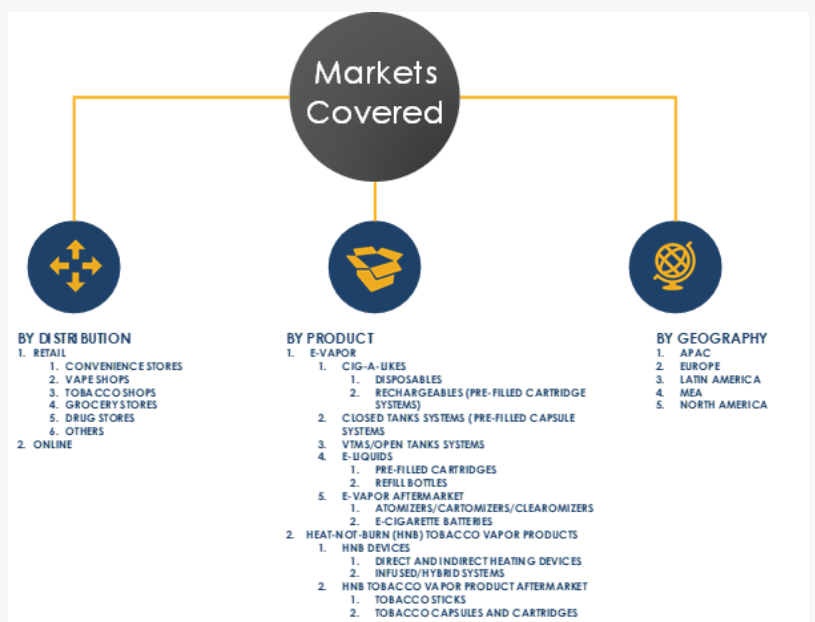 Markets
Covered
BY DISTRIBUTION
1. RETAIL
1. CONVENIENCE STORES
2. VAPE SHOPS
3. TOBACCO SHOPS
4. GROCERY STORES
5. DRUG STORES
6. OTHERS
2. ONLINE
BY PRODUCT
1. E-VAPOR
1. CIG-A-LIKES
1. DISPOSABLES
2. RECHARGEABLES (PRE-FILLED CARTRIDGE
SYSTEMS)
2. CLOSED TANKS SYSTEMS (PRE-FILLED CAPSULE
SYSTEMS
3. VTMS/OPEN TANKS SYSTEMS
4. E-LIQUIDS
1. PRE-FILLED CARTRIDGES
2. REFILL BOTTLES
5. E-VAPOR AFTERMARKET
1. ATOMIZERS/CARTOMIZERS/CLEAROMIZERS
2. E-CIGARETTE BATTERIES
2. HEAT-NOT-BURN (HNB) TOBACCO VAPOR PRODUCTS
1. HNB DEVICES
1. DIRECT AND INDIRECT HEATING DEVICES
2. INFUSED/HYBRID SYSTEMS
2. HNB TOBACCO VAPOR PRODUCT AFTERMARKET
1. TOBACCO STICKS
2. TOBACCO CAPSULES AND CARTRIDGES
BY GEOGRAPHY
1. APAC
2. EUROPE
3. LATIN AMERICA
4. MEA
5. NORTH AMERICA